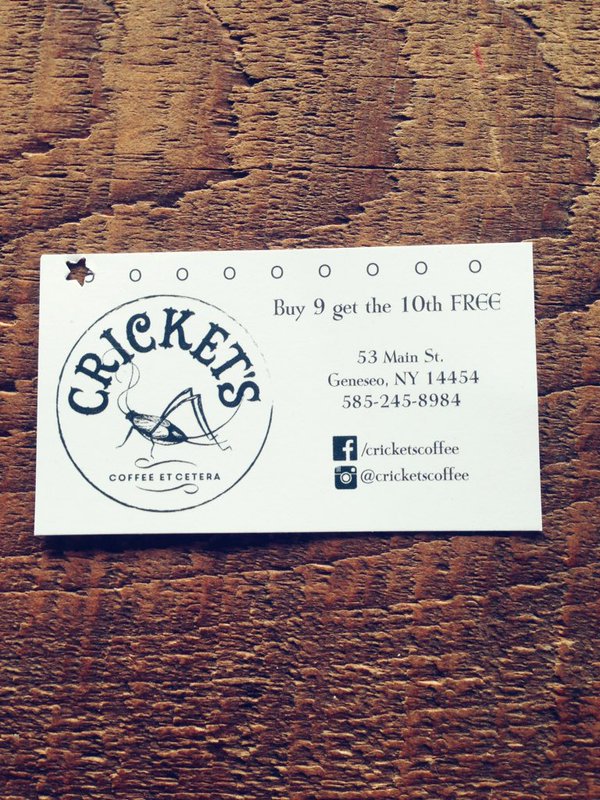 o o o o o o o o o
Buy 9 get the 10th FREE
CRICKET'S
COFFEE ET CETERA
53 Main St.
Geneseo, NY 14454
585-245-8984
/cricketscoffee
@cricketscoffee